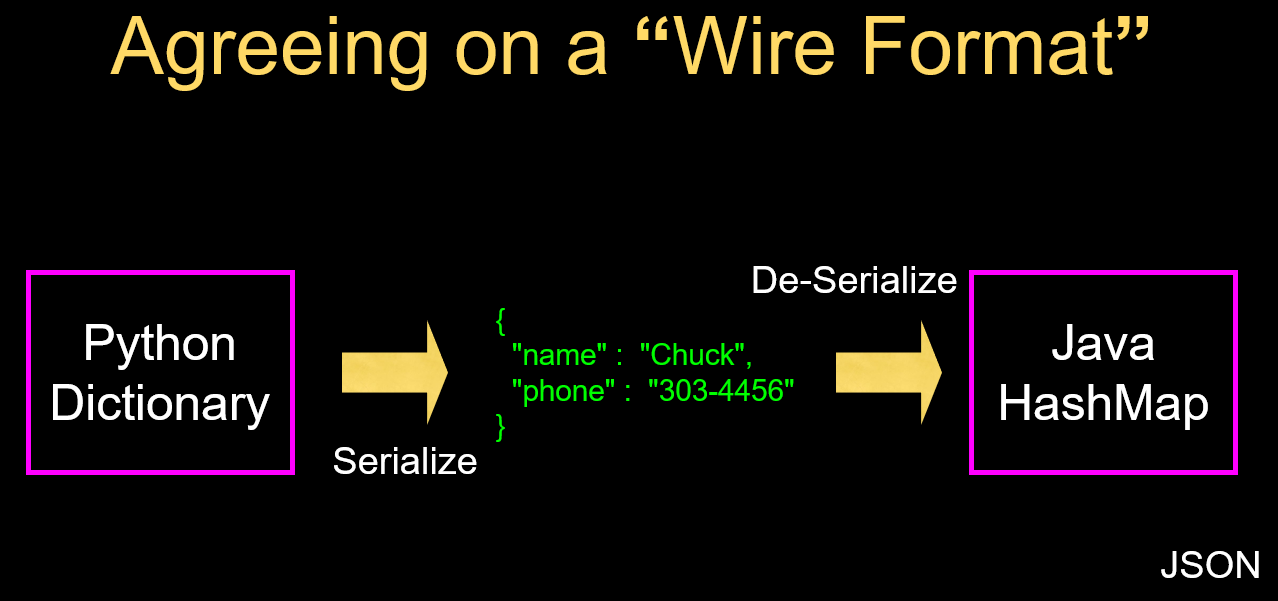 Agreeing on a “Wire Format”
Python
Dictionary
Serialize
{
"name" : "Chuck",
"phone" : "303-4456"
}
De-Serialize
Java
HashMap
JSON